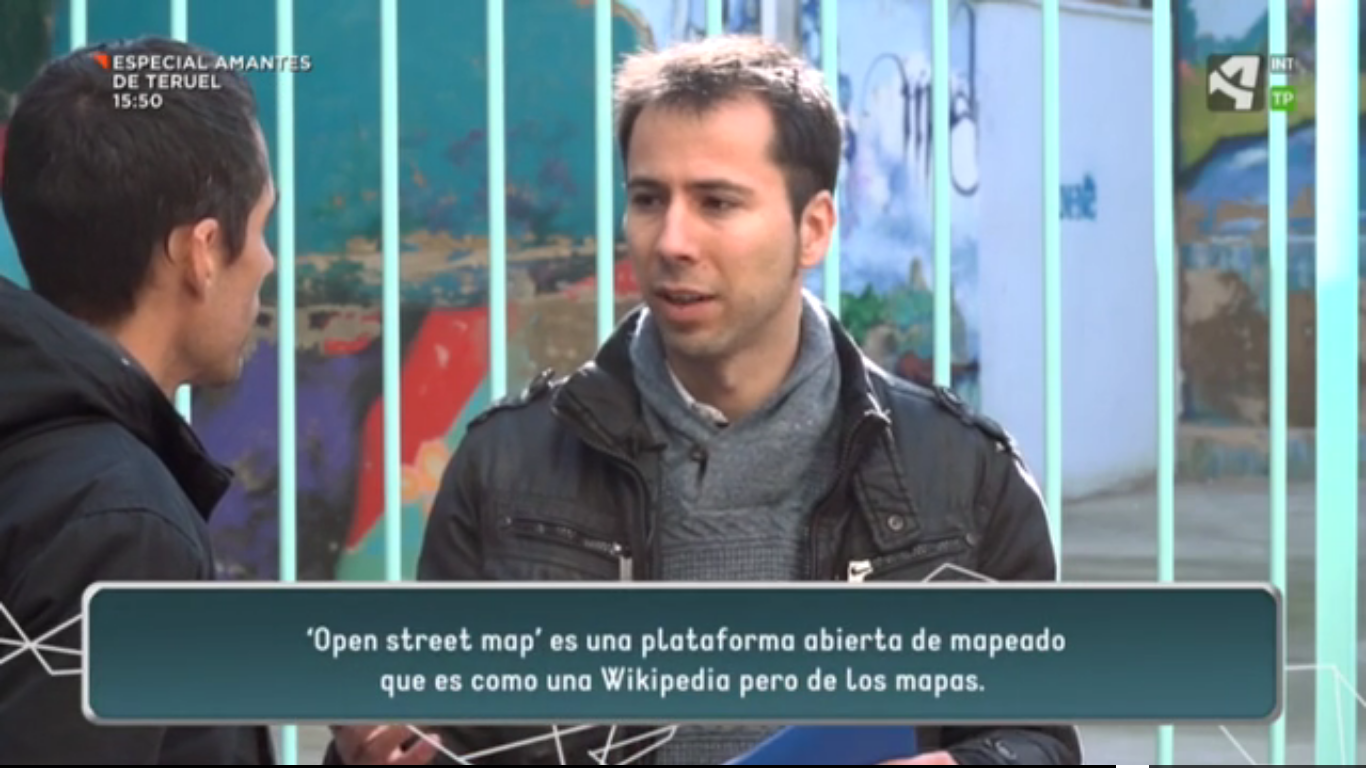 ESPECIAL AMANTES
DE TERUEL
15:50
INT
TP
'Open street map' es una plataforma abierta de mapeado
que es como una Wikipedia pero de los mapas.